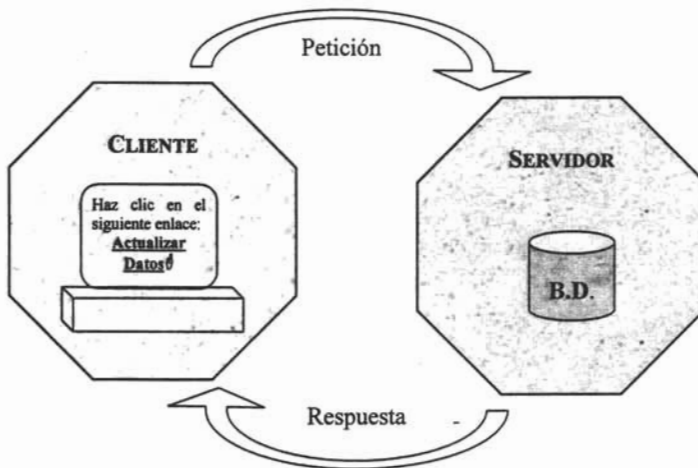 Petición
CLIENTE
Haz clic en el
siguiente enlace:
Actualizar
Datos
SERVIDOR
B.D.
Respuesta